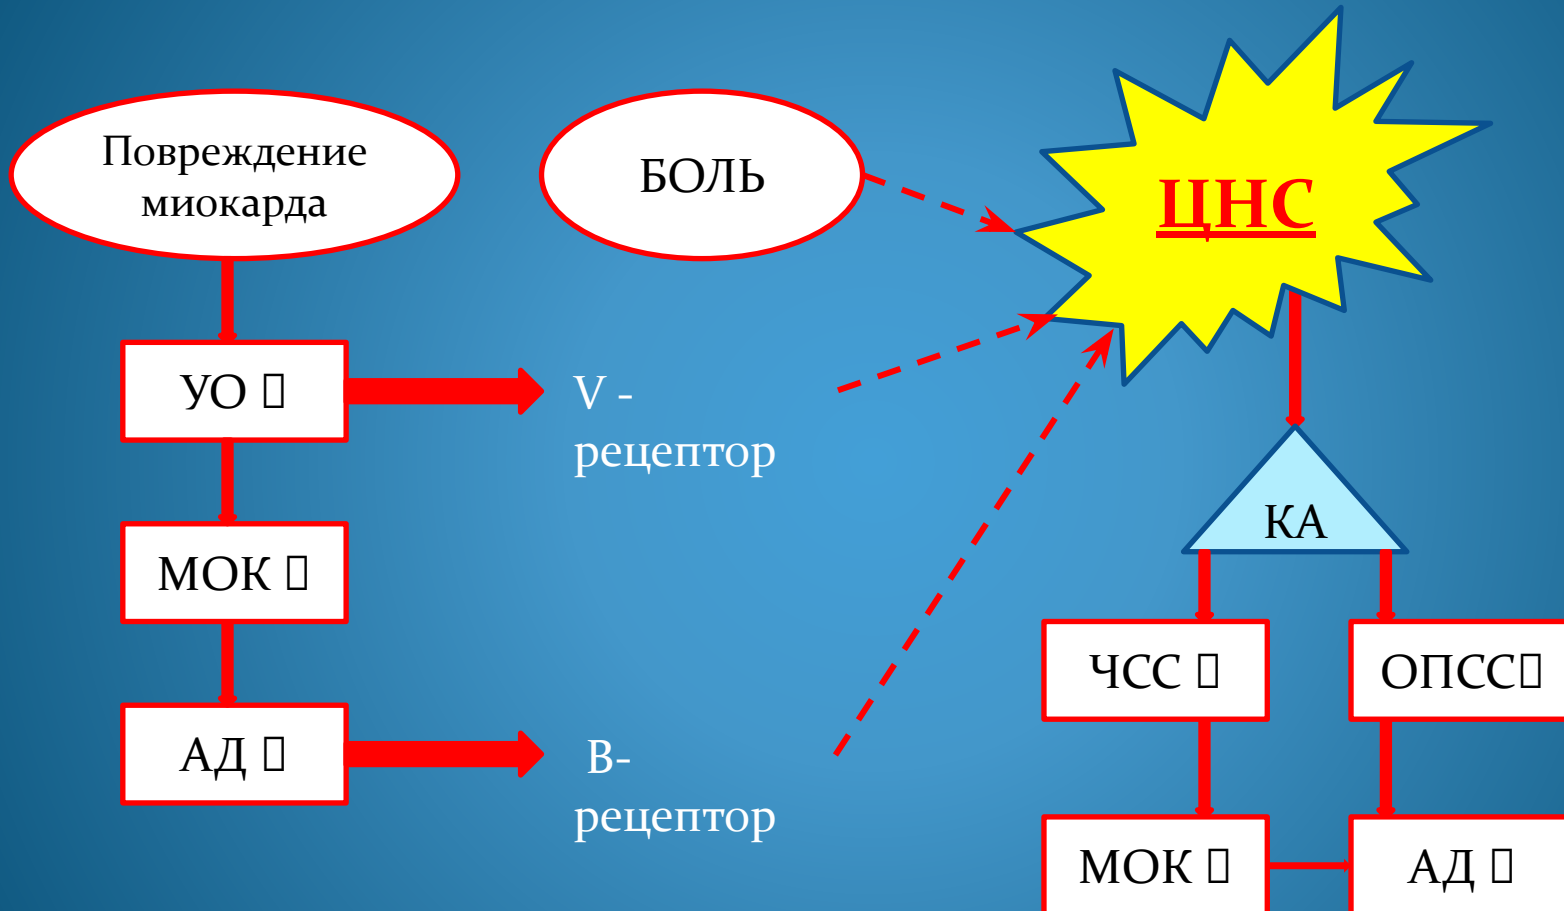 Повреждение
миокарда
БОЛЬ
ЦНС
УО 
V -
рецептор
МОК 
КА
АД 
В-
рецептор
ЧСС 
ОПСС
МОК 
АД